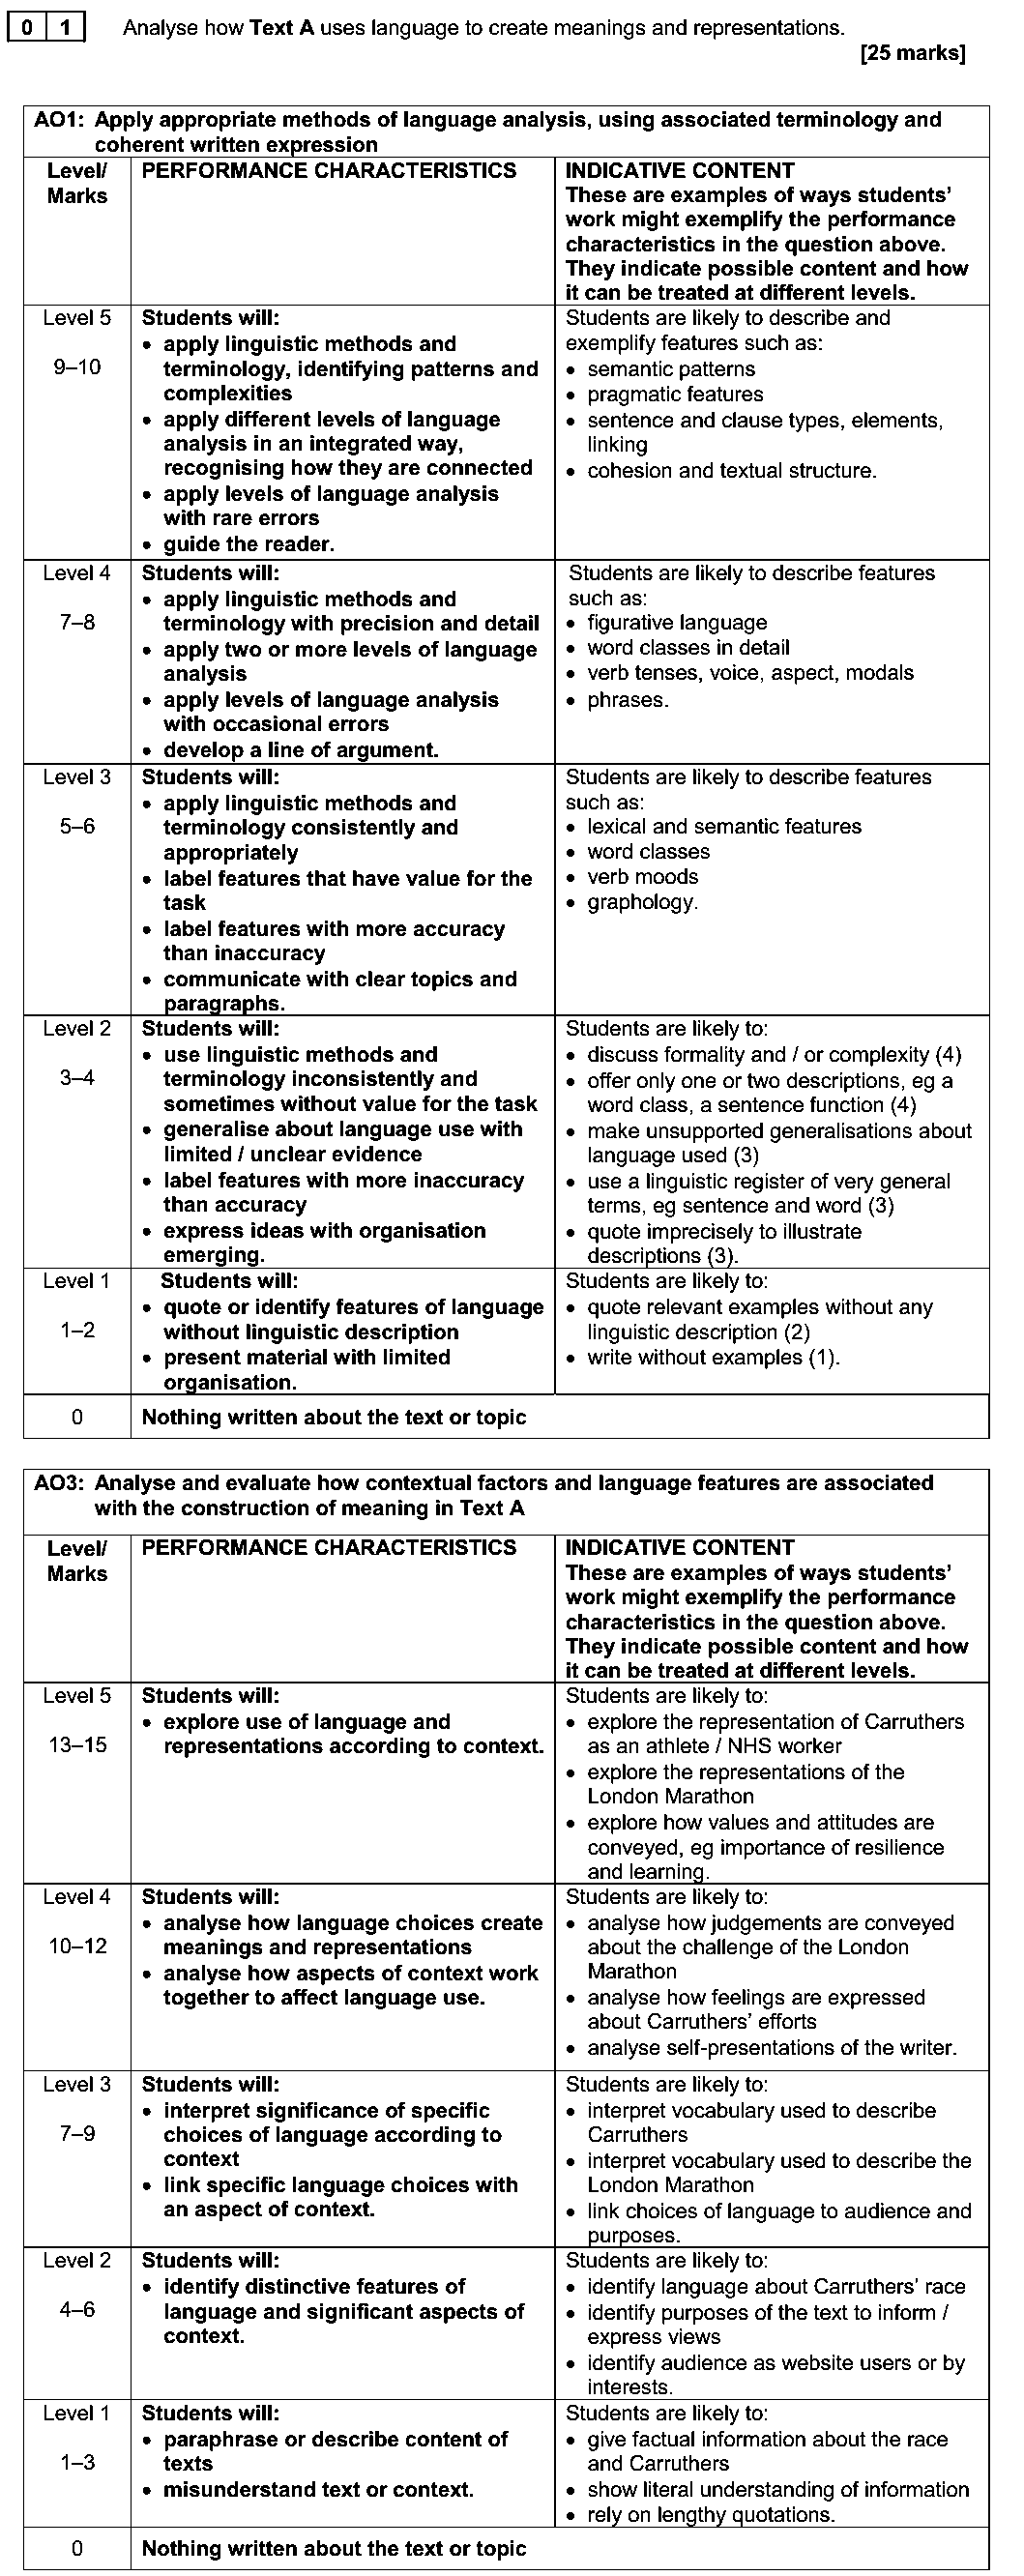 0 1 Analyse how Text A uses language to create meanings and representations.
[25 marks]
AO1: Apply appropriate methods of language analysis, using associated terminology and
coherent written expression
Level/
Marks
PERFORMANCE CHARACTERISTICS
INDICATIVE CONTENT
These are examples of ways students'
work might exemplify the performance
characteristics in the question above.
They indicate possible content and how
it can be treated at different levels.
Level 5
9–10
Students will:
• apply linguistic methods and
terminology, identifying patterns and
complexities
• apply different levels of language
analysis in an integrated way,
recognising how they are connected
• apply levels of language analysis
with rare errors
• guide the reader.
Students are likely to describe and
exemplify features such as:
• semantic patterns
• pragmatic features
• sentence and clause types, elements,
linking
• cohesion and textual structure.
Level 4
7–8
Students will:
• apply linguistic methods and
terminology with precision and detail
• apply two or more levels of language
analysis
• apply levels of language analysis
with occasional errors
• develop a line of argument.
Students are likely to describe features
such as:
• figurative language
• word classes in detail
• verb tenses, voice, aspect, modals
• phrases.
Level 3
5–6
Students will:
• apply linguistic methods and
terminology consistently and
appropriately
• label features that have value for the
task
• label features with more accuracy
than inaccuracy
• communicate with clear topics and
paragraphs.
Students are likely to describe features
such as:
• lexical and semantic features
• word classes
• verb moods
• graphology.
Level 2
3–4
Students will:
• use linguistic methods and
terminology inconsistently and
sometimes without value for the task
• generalise about language use with
limited / unclear evidence
• label features with more inaccuracy
than accuracy
• express ideas with organisation
emerging.
Students are likely to:
• discuss formality and / or complexity (4)
• offer only one or two descriptions, eg a
word class, a sentence function (4)
• make unsupported generalisations about
language used (3)
• use a linguistic register of very general
terms, eg sentence and word (3)
• quote imprecisely to illustrate
descriptions (3).
Level 1
1–2
Students will:
• quote or identify features of language
without linguistic description
• present material with limited
organisation.
Students are likely to:
• quote relevant examples without any
linguistic description (2)
• write without examples (1).
0
Nothing written about the text or topic
AO3: Analyse and evaluate how contextual factors and language features are associated
with the construction of meaning in Text A
Level/
Marks
PERFORMANCE CHARACTERISTICS
INDICATIVE CONTENT
These are examples of ways students'
work might exemplify the performance
characteristics in the question above.
They indicate possible content and how
it can be treated at different levels.
Level 5
13–15
Students will:
• explore use of language and
representations according to context.
Students are likely to:
• explore the representation of Carruthers
as an athlete / NHS worker
• explore the representations of the
London Marathon
• explore how values and attitudes are
conveyed, eg importance of resilience
and learning.
Level 4
10–12
Students will:
• analyse how language choices create
meanings and representations
• analyse how aspects of context work
together to affect language use.
Students are likely to:
• analyse how judgements are conveyed
about the challenge of the London
Marathon
• analyse how feelings are expressed
about Carruthers' efforts
• analyse self-presentations of the writer.
Level 3
7–9
Students will:
• interpret significance of specific
choices of language according to
context
• link specific language choices with
an aspect of context.
Students are likely to:
• interpret vocabulary used to describe
Carruthers
• interpret vocabulary used to describe the
London Marathon
• link choices of language to audience and
purposes.
Level 2
4–6
Students will:
• identify distinctive features of
language and significant aspects of
context.
Students are likely to:
• identify language about Carruthers' race
• identify purposes of the text to inform /
express views
• identify audience as website users or by
interests.
Level 1
1–3
Students will:
• paraphrase or describe content of
texts
• misunderstand text or context.
Students are likely to:
• give factual information about the race
and Carruthers
• show literal understanding of information
• rely on lengthy quotations.
0
Nothing written about the text or topic